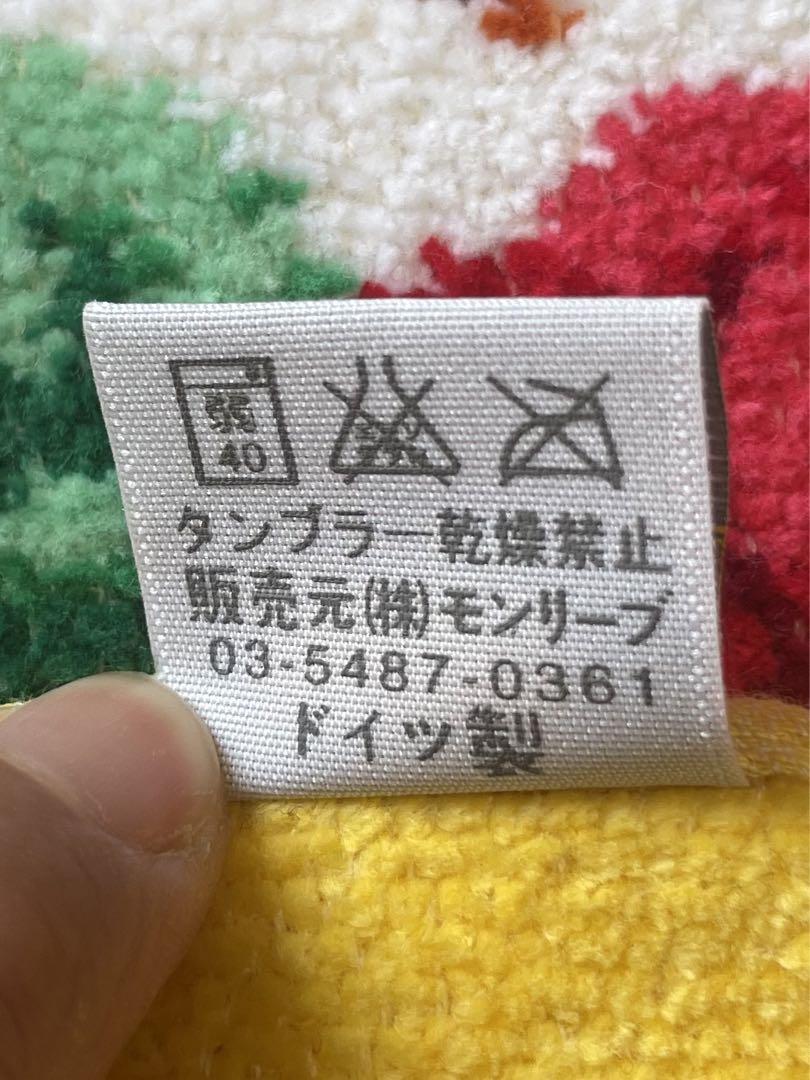 弱
40
タンブラー乾燥禁止
販売元㈱モンリーブ
03-5487-0361
ドイツ製